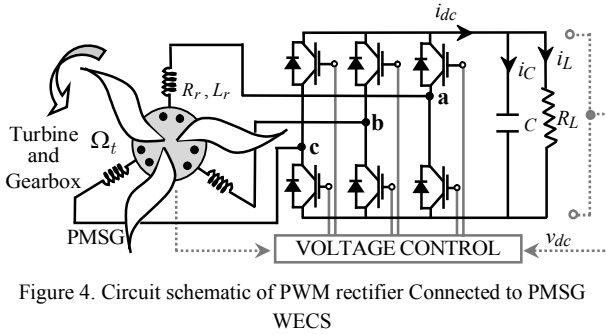 i_dc
R_r , L_r
a
i_C
i_L
b
C
R_L
Turbine
and
Gearbox
Ω_t
c
PMSG
VOLTAGE CONTROL
v_dc
Figure 4. Circuit schematic of PWM rectifier Connected to PMSG
WECS